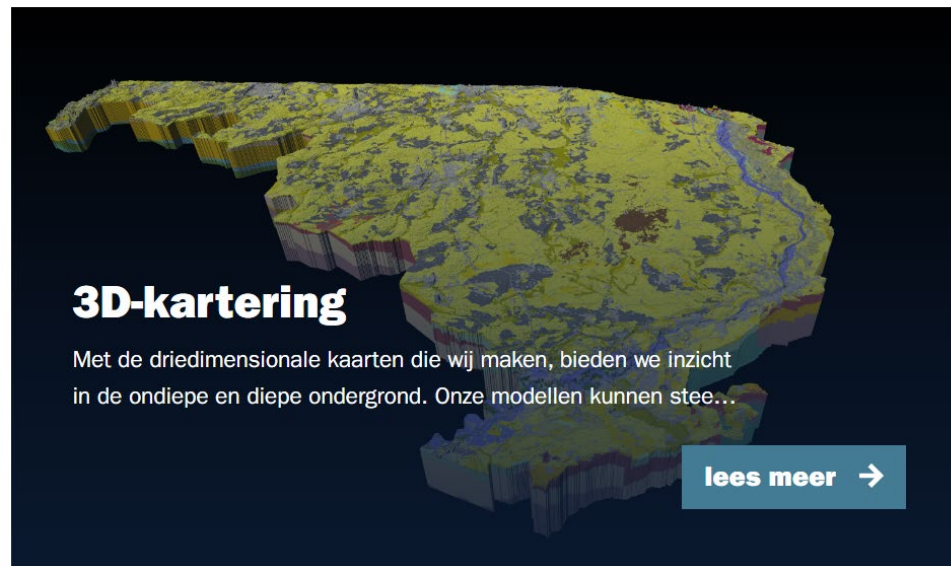 3D-kartering
Met de driedimensionale kaarten die wij maken, bieden we inzicht
in de ondiepe en diepe ondergrond. Onze modellen kunnen stee...
lees meer →